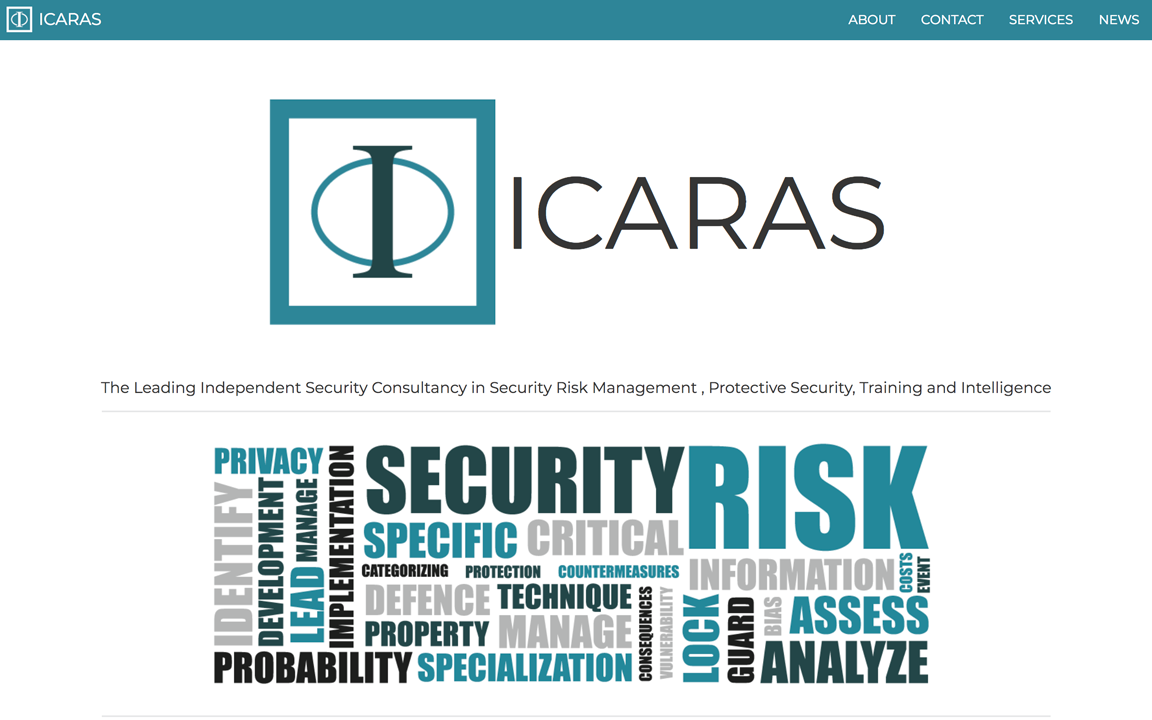 ICARAS
ABOUT CONTACT SERVICES NEWS
I ICARAS
The Leading Independent Security Consultancy in Security Risk Management , Protective Security, Training and Intelligence
PRIVACY
IDENTIFY
DEVELOPMENT
LEAD
MANAGE
IMPLEMENTATION
PROBABILITY
SECURITY
SPECIFIC
CRITICAL
CATEGORIZING
PROTECTION
COUNTERMEASURES
DEFENCE
TECHNIQUE
PROPERTY
MANAGE
SPECIALIZATION
CONSEQUENCES
VULNERABILITY
RISK
INFORMATION
COSTS
EVENT
LOCK
GUARD
BIAS
ASSESS
ANALYZE